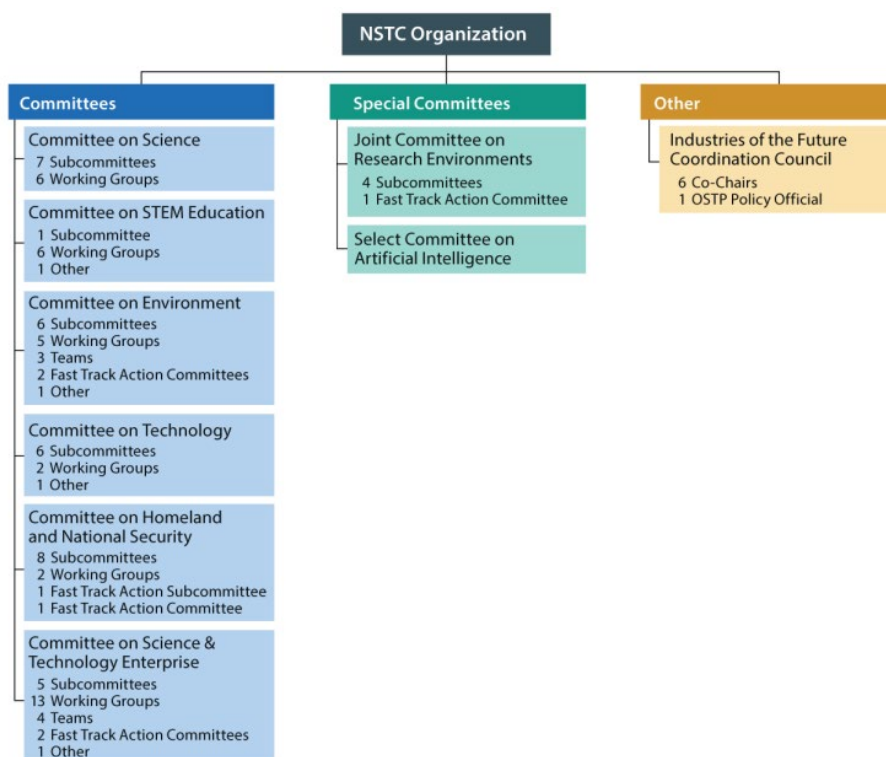 NSTC Organization
Committees
Committee on Science
7 Subcommittees
6 Working Groups
Committee on STEM Education
1 Subcommittee
6 Working Groups
1 Other
Committee on Environment
6 Subcommittees
5 Working Groups
3 Teams
2 Fast Track Action Committees
1 Other
Committee on Technology
6 Subcommittees
2 Working Groups
1 Other
Committee on Homeland
and National Security
8 Subcommittees
2 Working Groups
1 Fast Track Action Subcommittee
1 Fast Track Action Committee
Committee on Science &
Technology Enterprise
5 Subcommittees
13 Working Groups
4 Teams
2 Fast Track Action Committees
1 Other
Special Committees
Joint Committee on
Research Environments
4 Subcommittees
1 Fast Track Action Committee
Select Committee on
Artificial Intelligence
Other
Industries of the Future
Coordination Council
6 Co-Chairs
1 OSTP Policy Official